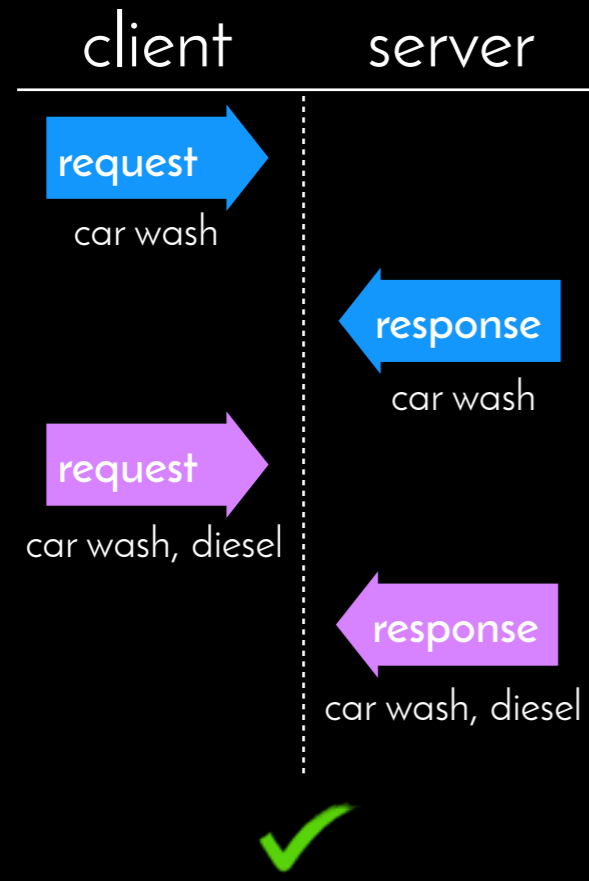 client server
request
car wash
response
car wash
request
car wash, diesel
response
car wash, diesel